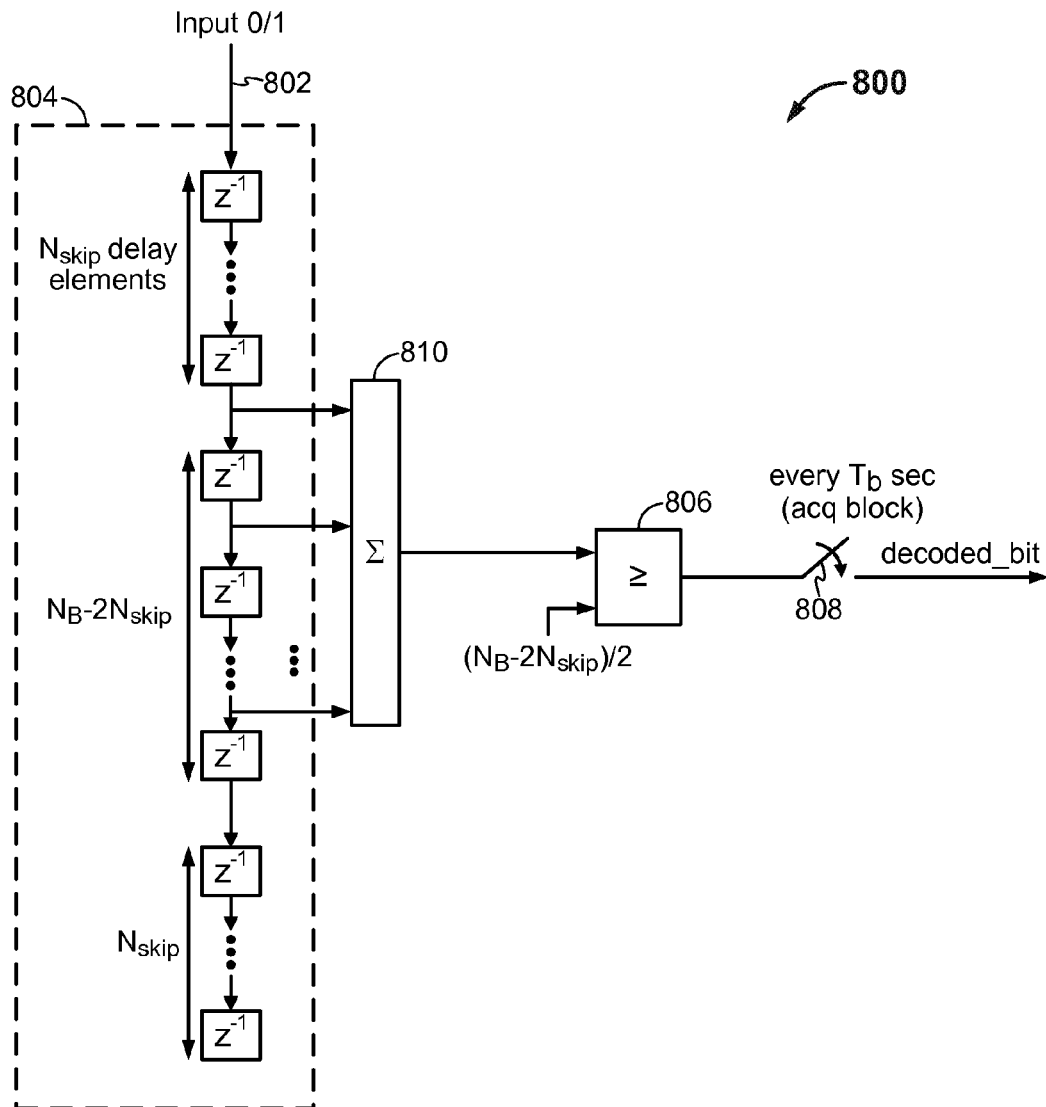 Input 0/1
802
800
804
z⁻¹
N_skip delay
elements
z⁻¹
810
z⁻¹
every T_b sec
(acq block)
806
Σ
≥
decoded_bit
808
z⁻¹
N_B-2N_skip
(N_B-2N_skip)/2
z⁻¹
z⁻¹
N_skip
z⁻¹